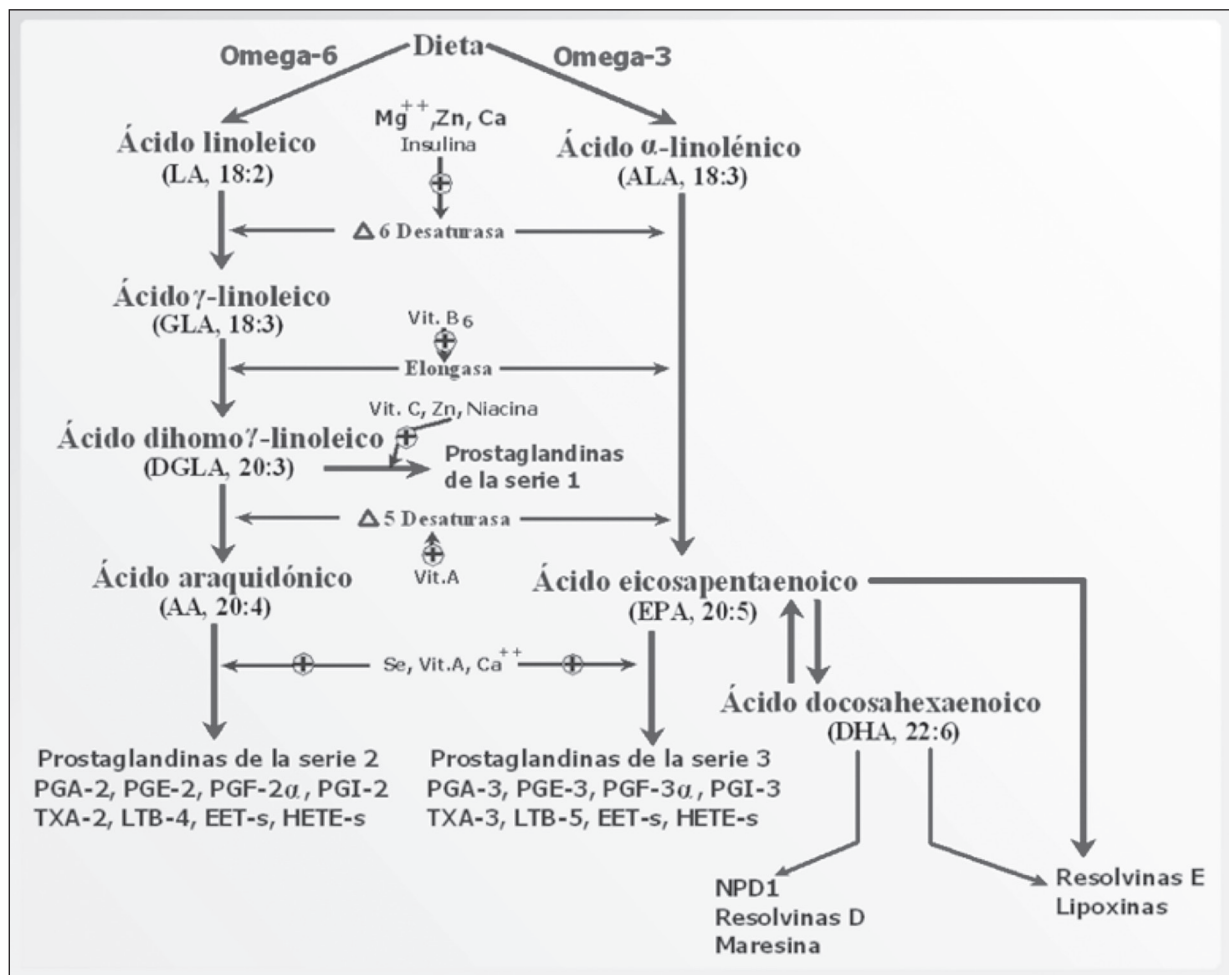 Dieta
Omega-6
Omega-3
Mg++,Zn, Ca
Insulina
Ácido linoleico
(LA, 18:2)
Ácido α-linolénico
(ALA, 18:3)
Δ 6 Desaturasa
Ácido γ-linoleico
(GLA, 18:3)
Vit. B6
Elongasa
Vit. C, Zn, Niacina
Ácido dihomo γ-linoleico
(DGLA, 20:3)
Prostaglandinas
de la serie 1
Δ 5 Desaturasa
Vit.A
Ácido araquidónico
(AA, 20:4)
Ácido eicosapentaenoico
(EPA, 20:5)
Se, Vit.A, Ca++
Ácido docosahexaenoico
(DHA, 22:6)
Prostaglandinas de la serie 2
PGA-2, PGE-2, PGF-2α, PGI-2
TXA-2, LTB-4, EET-s, HETE-s
Prostaglandinas de la serie 3
PGA-3, PGE-3, PGF-3α, PGI-3
TXA-3, LTB-5, EET-s, HETE-s
NPD1
Resolvinas D
Maresina
Resolvinas E
Lipoxinas